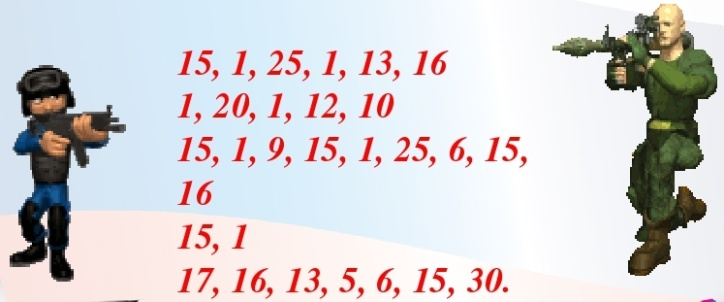 15, 1, 25, 1, 13, 16
1, 20, 1, 12, 10
15, 1, 9, 15, 1, 25, 6, 15,
16
15, 1
17, 16, 13, 5, 6, 15, 30.